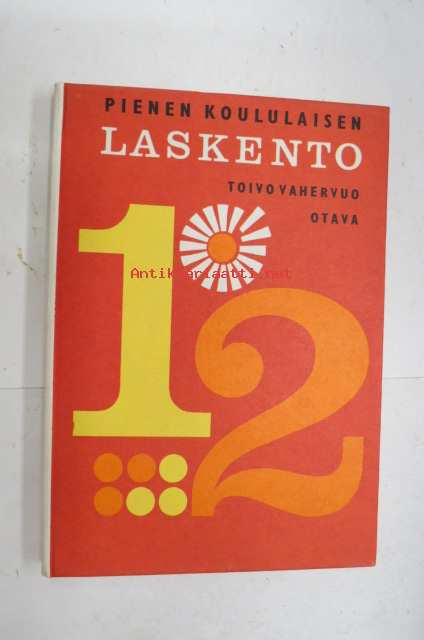 PIENEN KOULULAISEN
LASKENTO
TOIVO VAHERVUO
OTAVA
1
2
Antikvariaatti.net